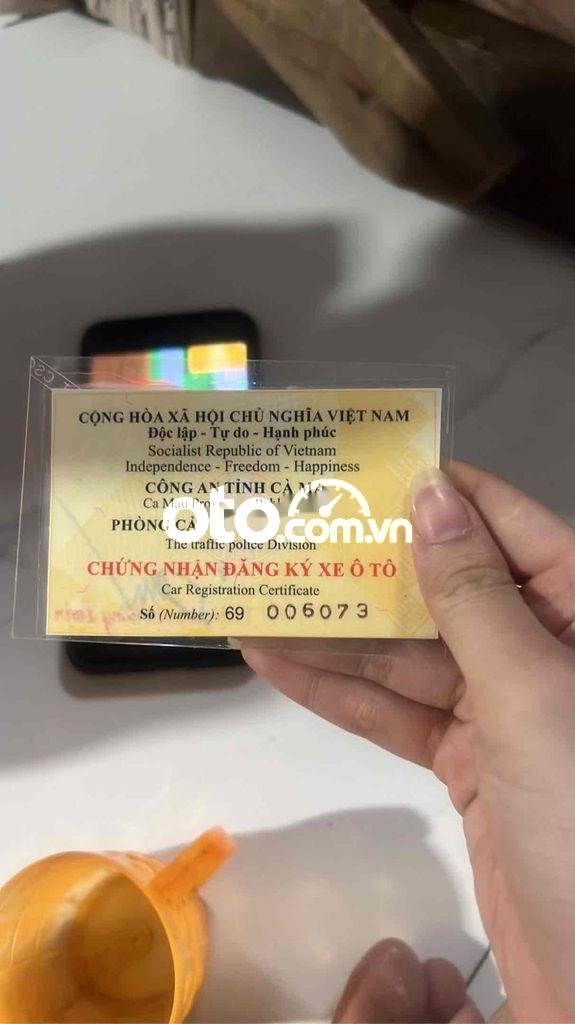 CỘNG HÒA XÃ HỘI CHỦ NGHĨA VIỆT NAM
Độc lập - Tự do - Hạnh phúc
Socialist Republic of Vietnam
Independence - Freedom - Happiness
CÔNG AN TỈNH CÀ
Ca Mau
PHÒNG
oto.com.vn
The traffic police Division
CHỨNG NHẬN ĐĂNG KÝ XE Ô TÔ
Car Registration Certificate
Số (Number): 69 006073